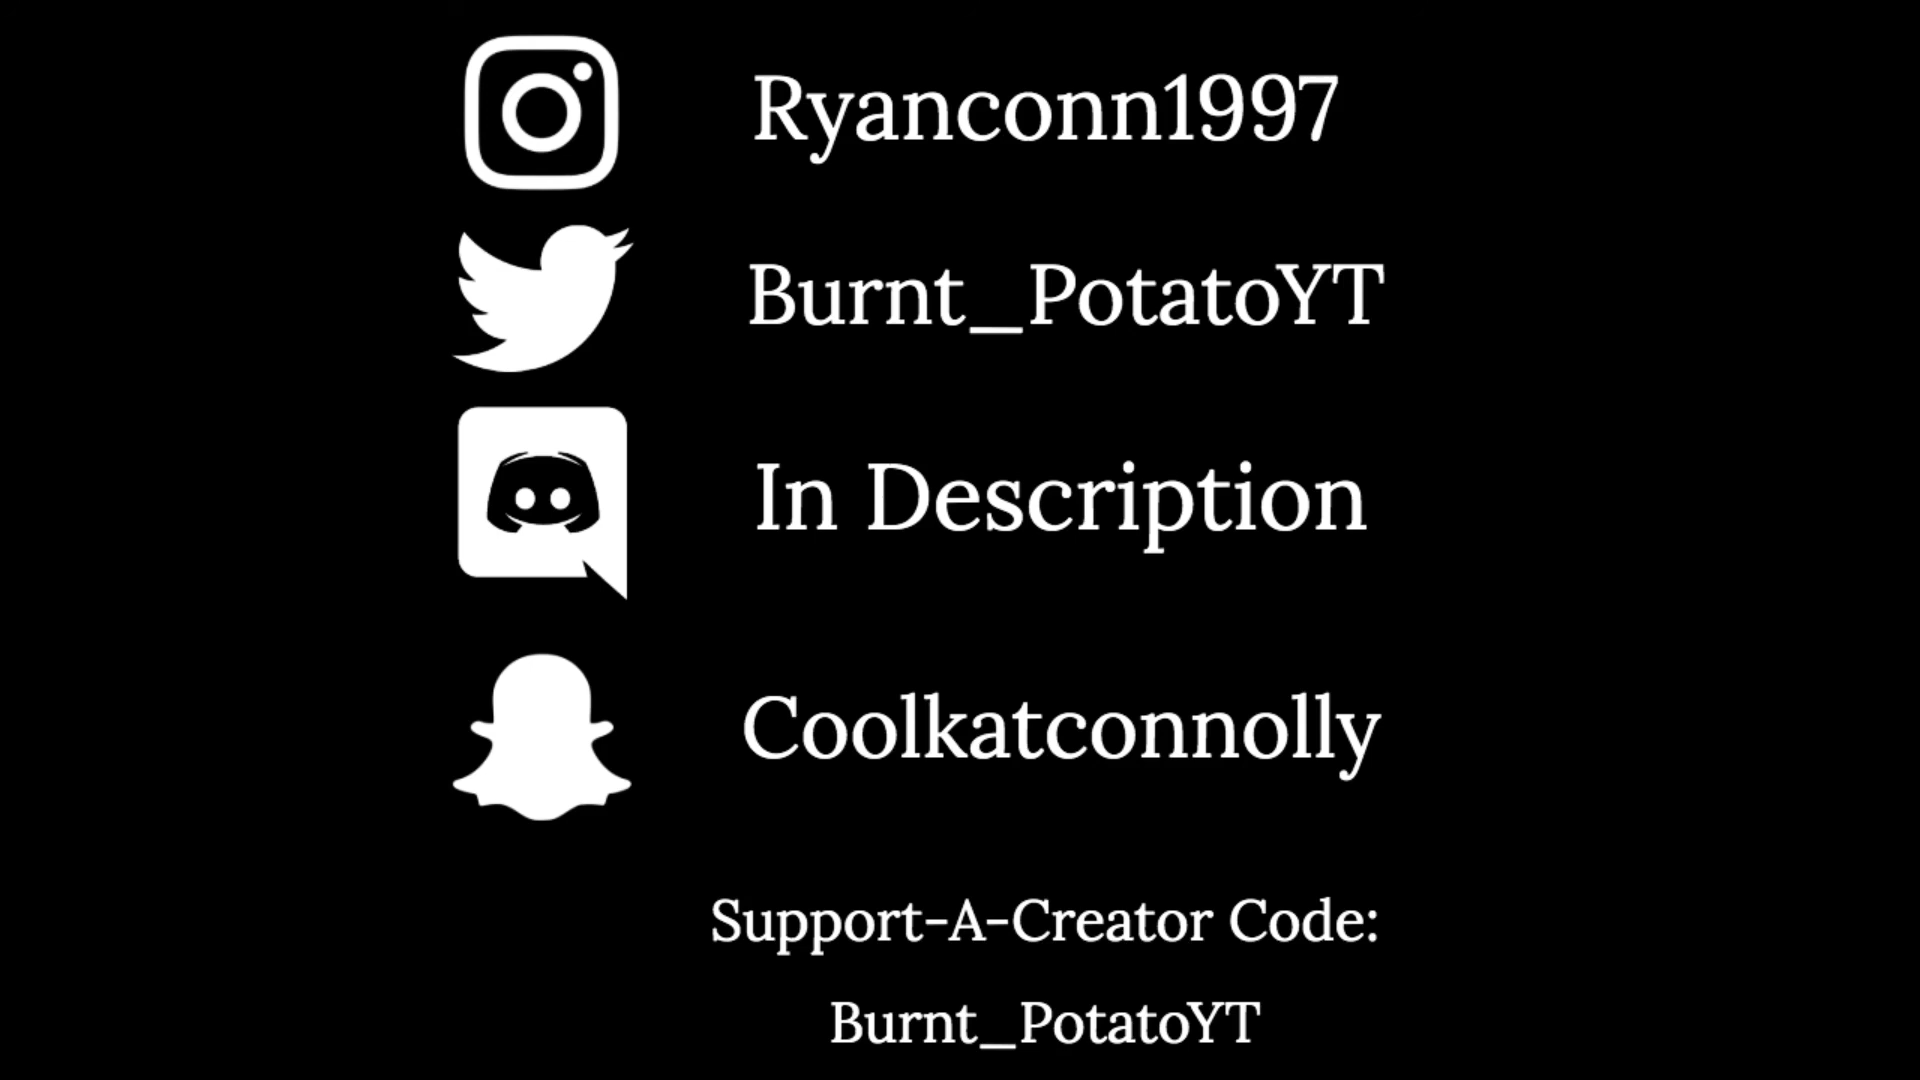 Ryanconn1997
Burnt_PotatoYT
In Description
Coolkatconnolly
Support-A-Creator Code:
Burnt_PotatoYT